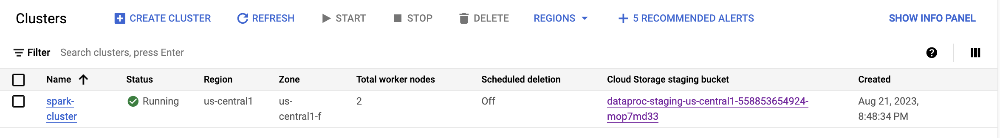 Clusters CREATE CLUSTER REFRESH START STOP DELETE REGIONS 5 RECOMMENDED ALERTS SHOW INFO PANEL
Filter Search clusters, press Enter
Name Status Region Zone Total worker nodes Scheduled deletion Cloud Storage staging bucket Created
spark- Running us-central1 us- 2 Off dataproc-staging-us-central1-558853654924- Aug 21, 2023,
cluster central1-f mop7md33 8:48:34 PM